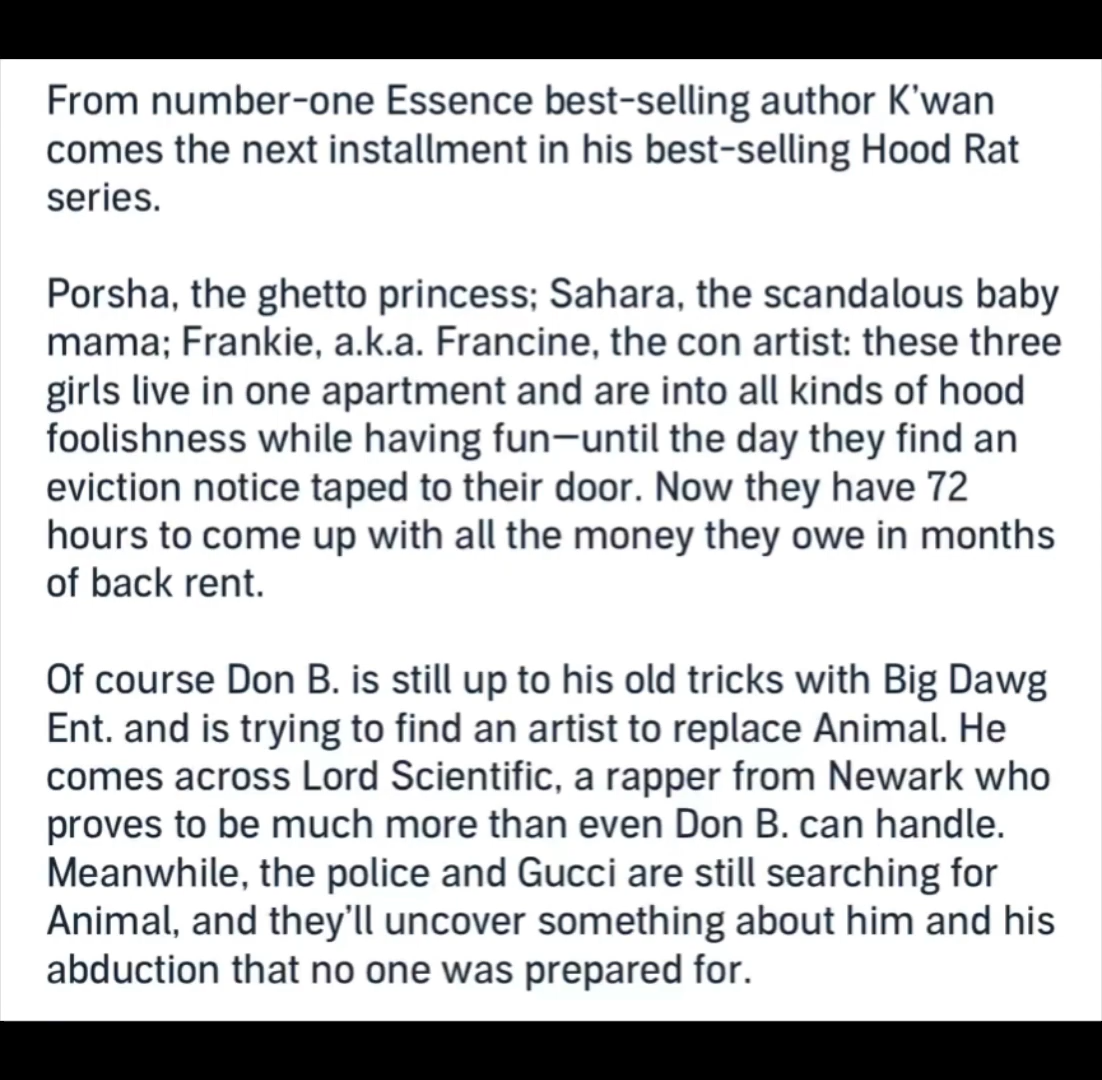 From number-one Essence best-selling author K'wan
comes the next installment in his best-selling Hood Rat
series.
Porsha, the ghetto princess; Sahara, the scandalous baby
mama; Frankie, a.k.a. Francine, the con artist: these three
girls live in one apartment and are into all kinds of hood
foolishness while having fun—until the day they find an
eviction notice taped to their door. Now they have 72
hours to come up with all the money they owe in months
of back rent.
Of course Don B. is still up to his old tricks with Big Dawg
Ent. and is trying to find an artist to replace Animal. He
comes across Lord Scientific, a rapper from Newark who
proves to be much more than even Don B. can handle.
Meanwhile, the police and Gucci are still searching for
Animal, and they'll uncover something about him and his
abduction that no one was prepared for.